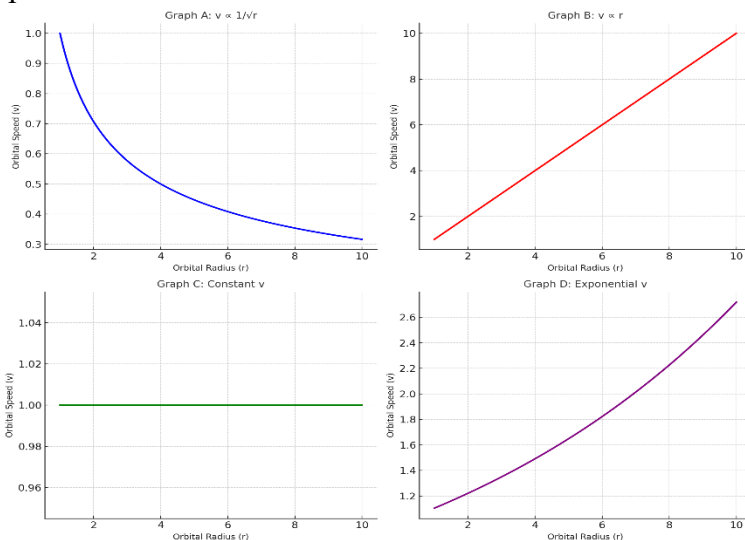 Graph A: v ∝ 1/√r
1.0
0.9
0.8
0.7
0.6
0.5
0.4
0.3
Orbital Speed (v)
2 4 6 8 10
Orbital Radius (r)
Graph B: v ∝ r
10
8
6
4
2
Orbital Speed (v)
2 4 6 8 10
Orbital Radius (r)
Graph C: Constant v
1.04
1.02
1.00
0.98
0.96
Orbital Speed (v)
2 4 6 8 10
Orbital Radius (r)
Graph D: Exponential v
2.6
2.4
2.2
2.0
1.8
1.6
1.4
1.2
Orbital Speed (v)
2 4 6 8 10
Orbital Radius (r)